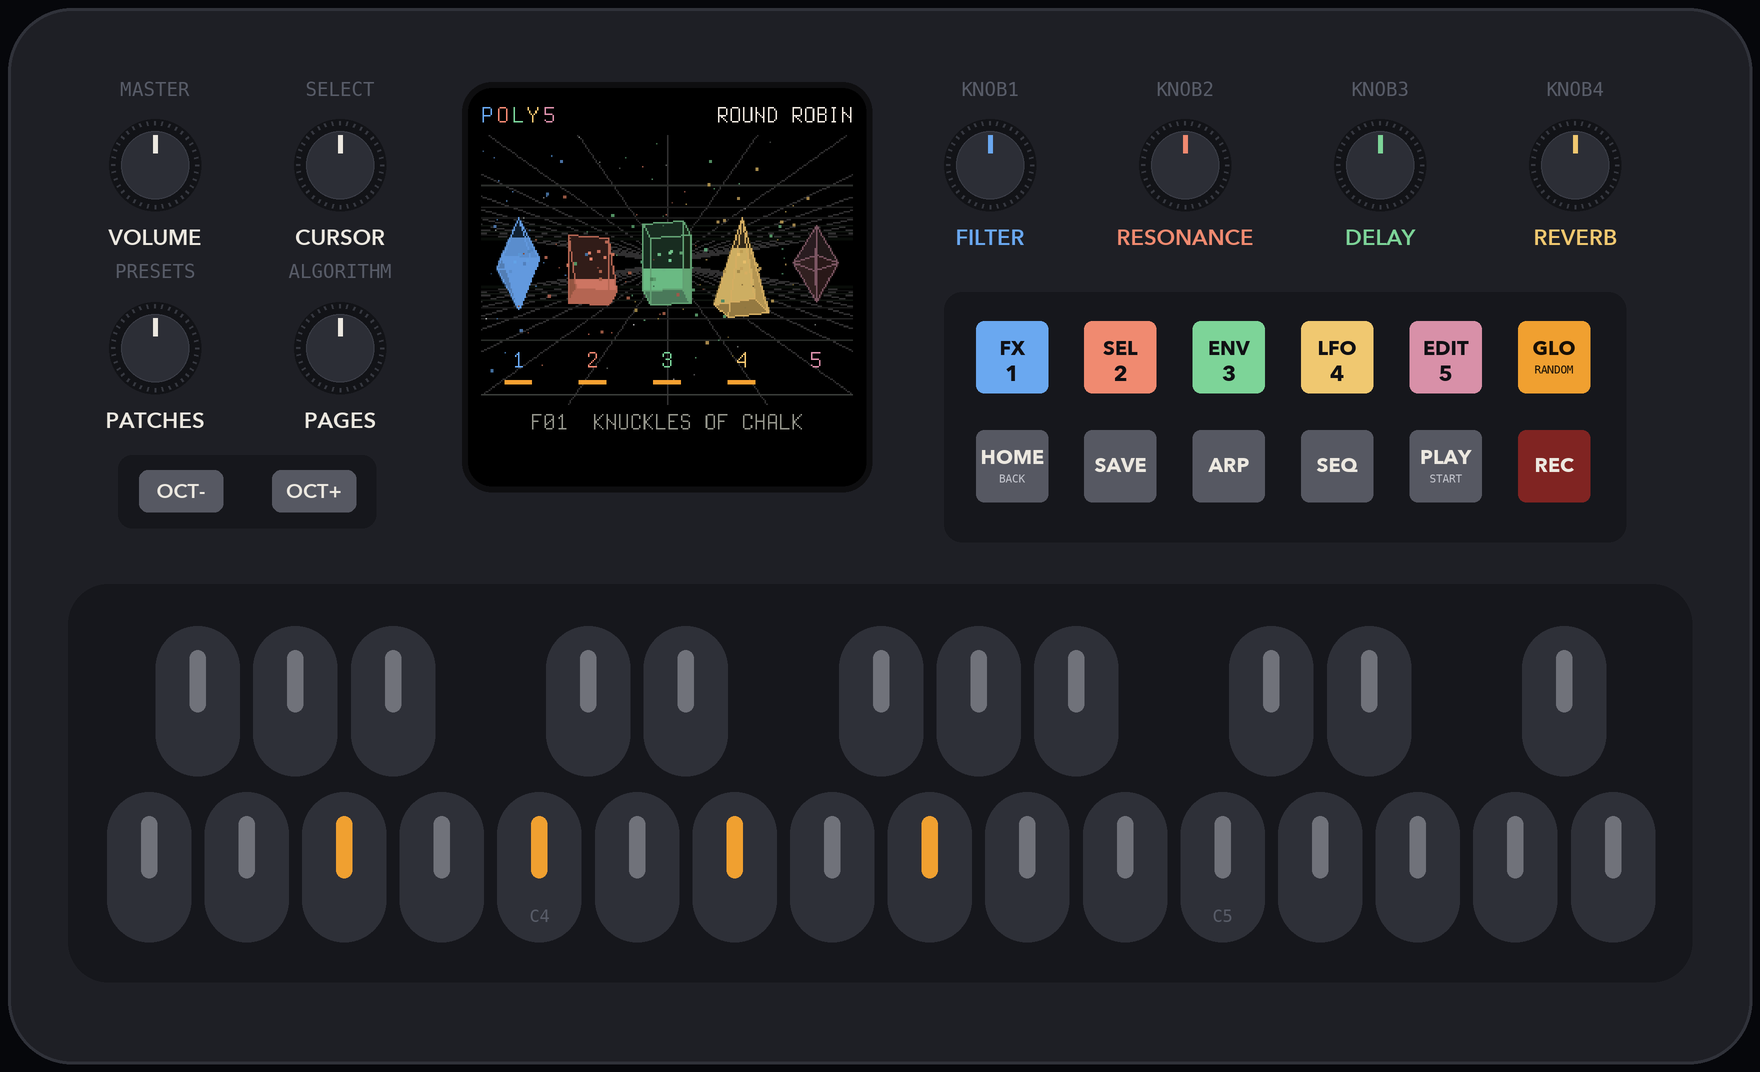 MASTER
SELECT
VOLUME
CURSOR
PRESETS
ALGORITHM
PATCHES
PAGES
OCT-
OCT+
POLY5
ROUND ROBIN
1 2 3 4 5
F01 KNUCKLES OF CHALK
KNOB1
KNOB2
KNOB3
KNOB4
FILTER
RESONANCE
DELAY
REVERB
FX
1
SEL
2
ENV
3
LFO
4
EDIT
5
GLO
RANDOM
HOME
BACK
SAVE
ARP
SEQ
PLAY
START
REC
C4
C5